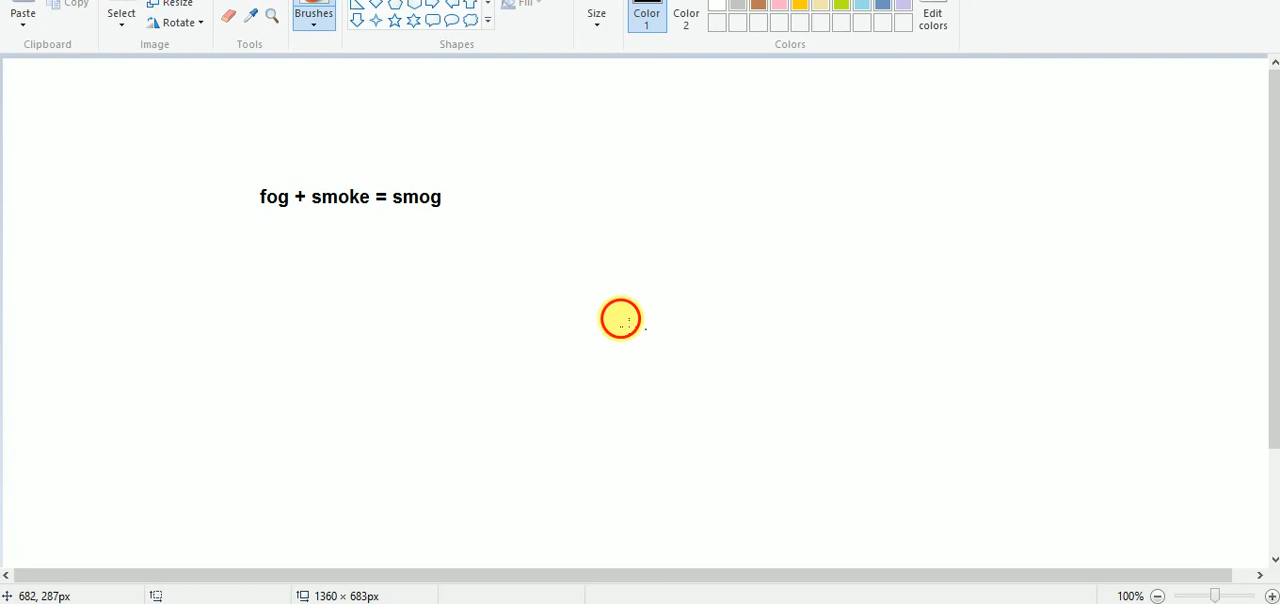 Paste Copy Select Resize Rotate Brushes Fill Size Color 1 Color 2 Edit colors
Clipboard Image Tools Shapes Colors
fog + smoke = smog
682, 287px 1360 × 683px 100%